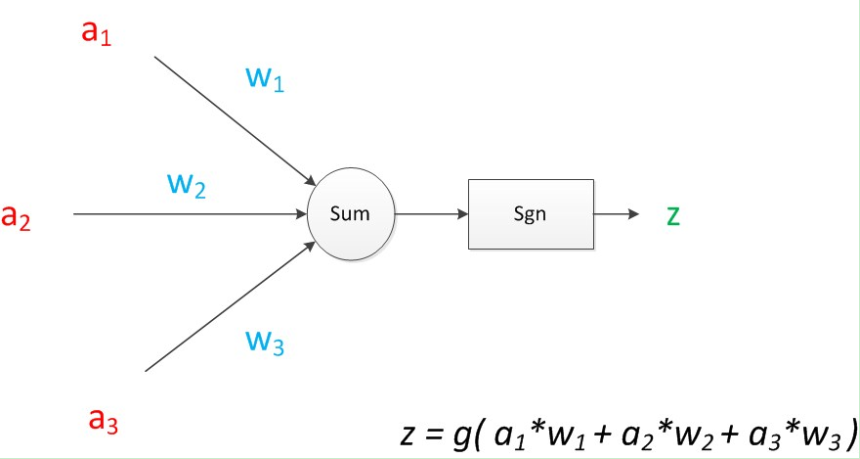 a₁
w₁
w₂
a₂
Sum
Sgn
z
w₃
a₃
z = g( a₁*w₁ + a₂*w₂ + a₃*w₃ )